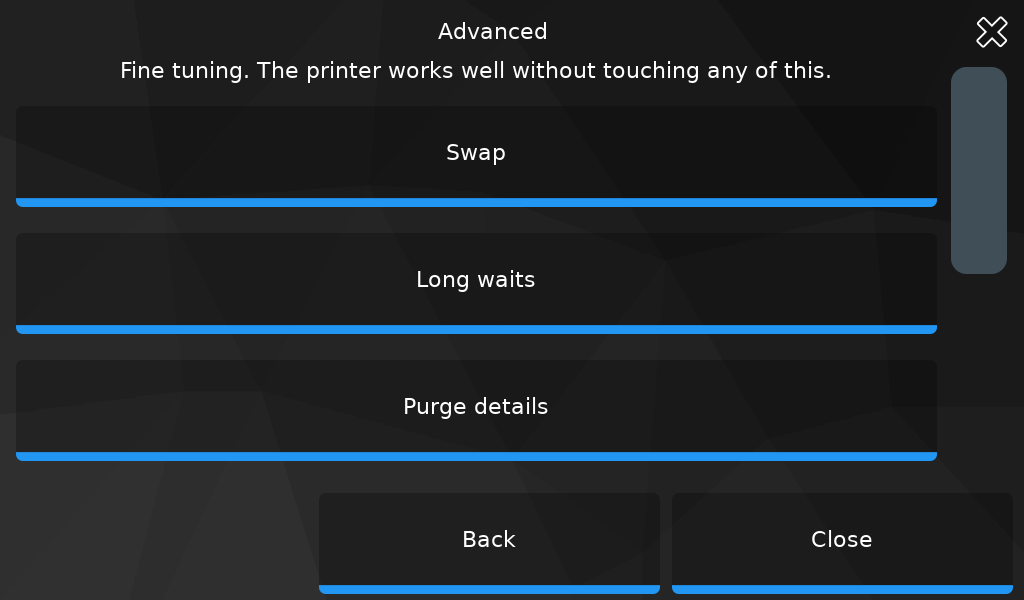 Advanced
Fine tuning. The printer works well without touching any of this.
Swap
Long waits
Purge details
Back
Close